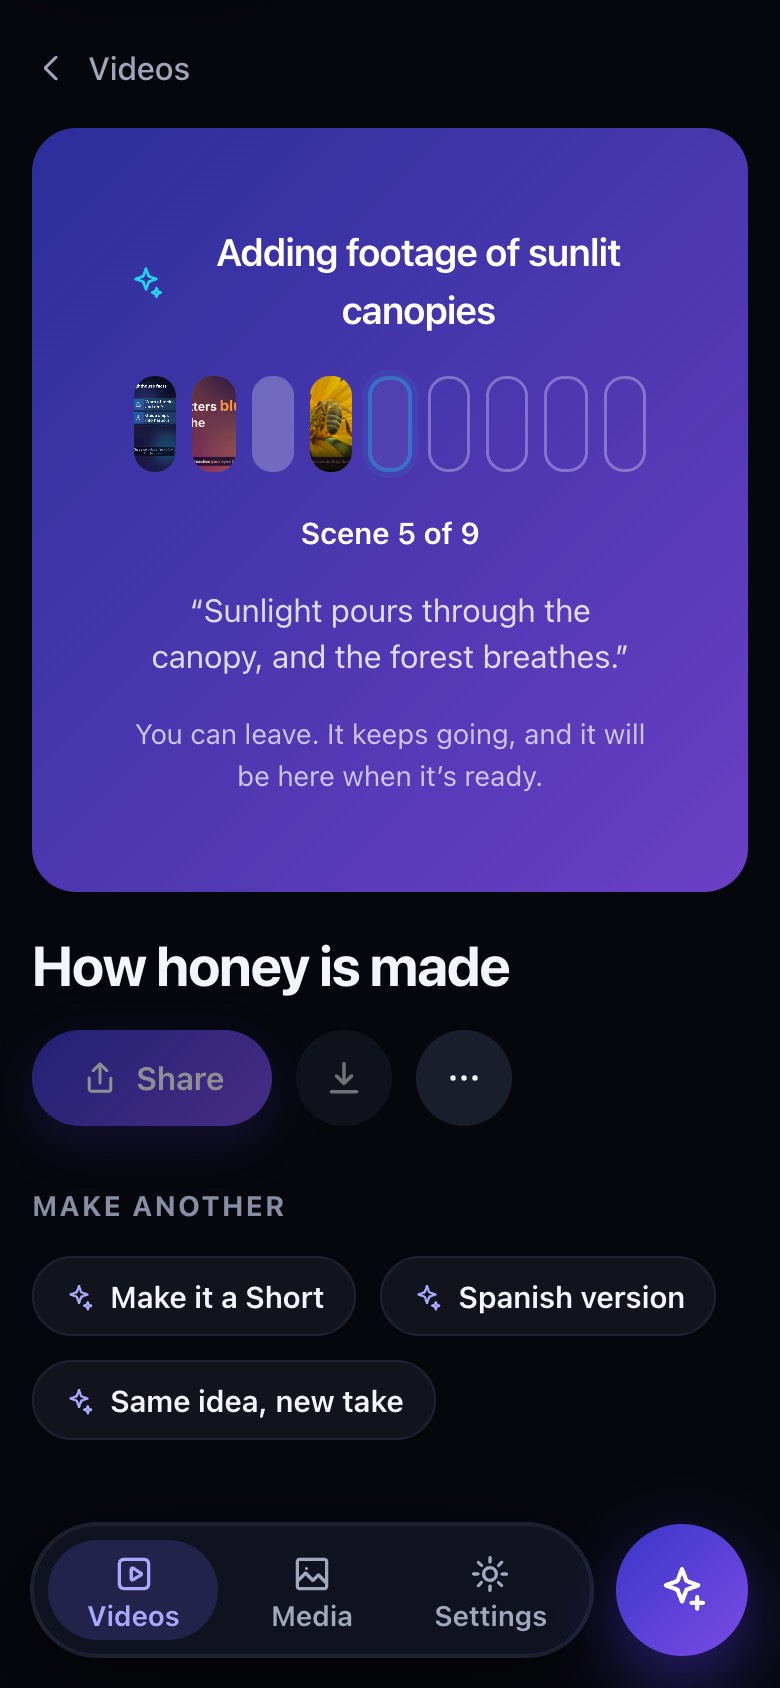 Videos
Adding footage of sunlit
canopies
Scene 5 of 9
“Sunlight pours through the
canopy, and the forest breathes.”
You can leave. It keeps going, and it will
be here when it’s ready.
How honey is made
Share
MAKE ANOTHER
Make it a Short
Spanish version
Same idea, new take
Videos
Media
Settings